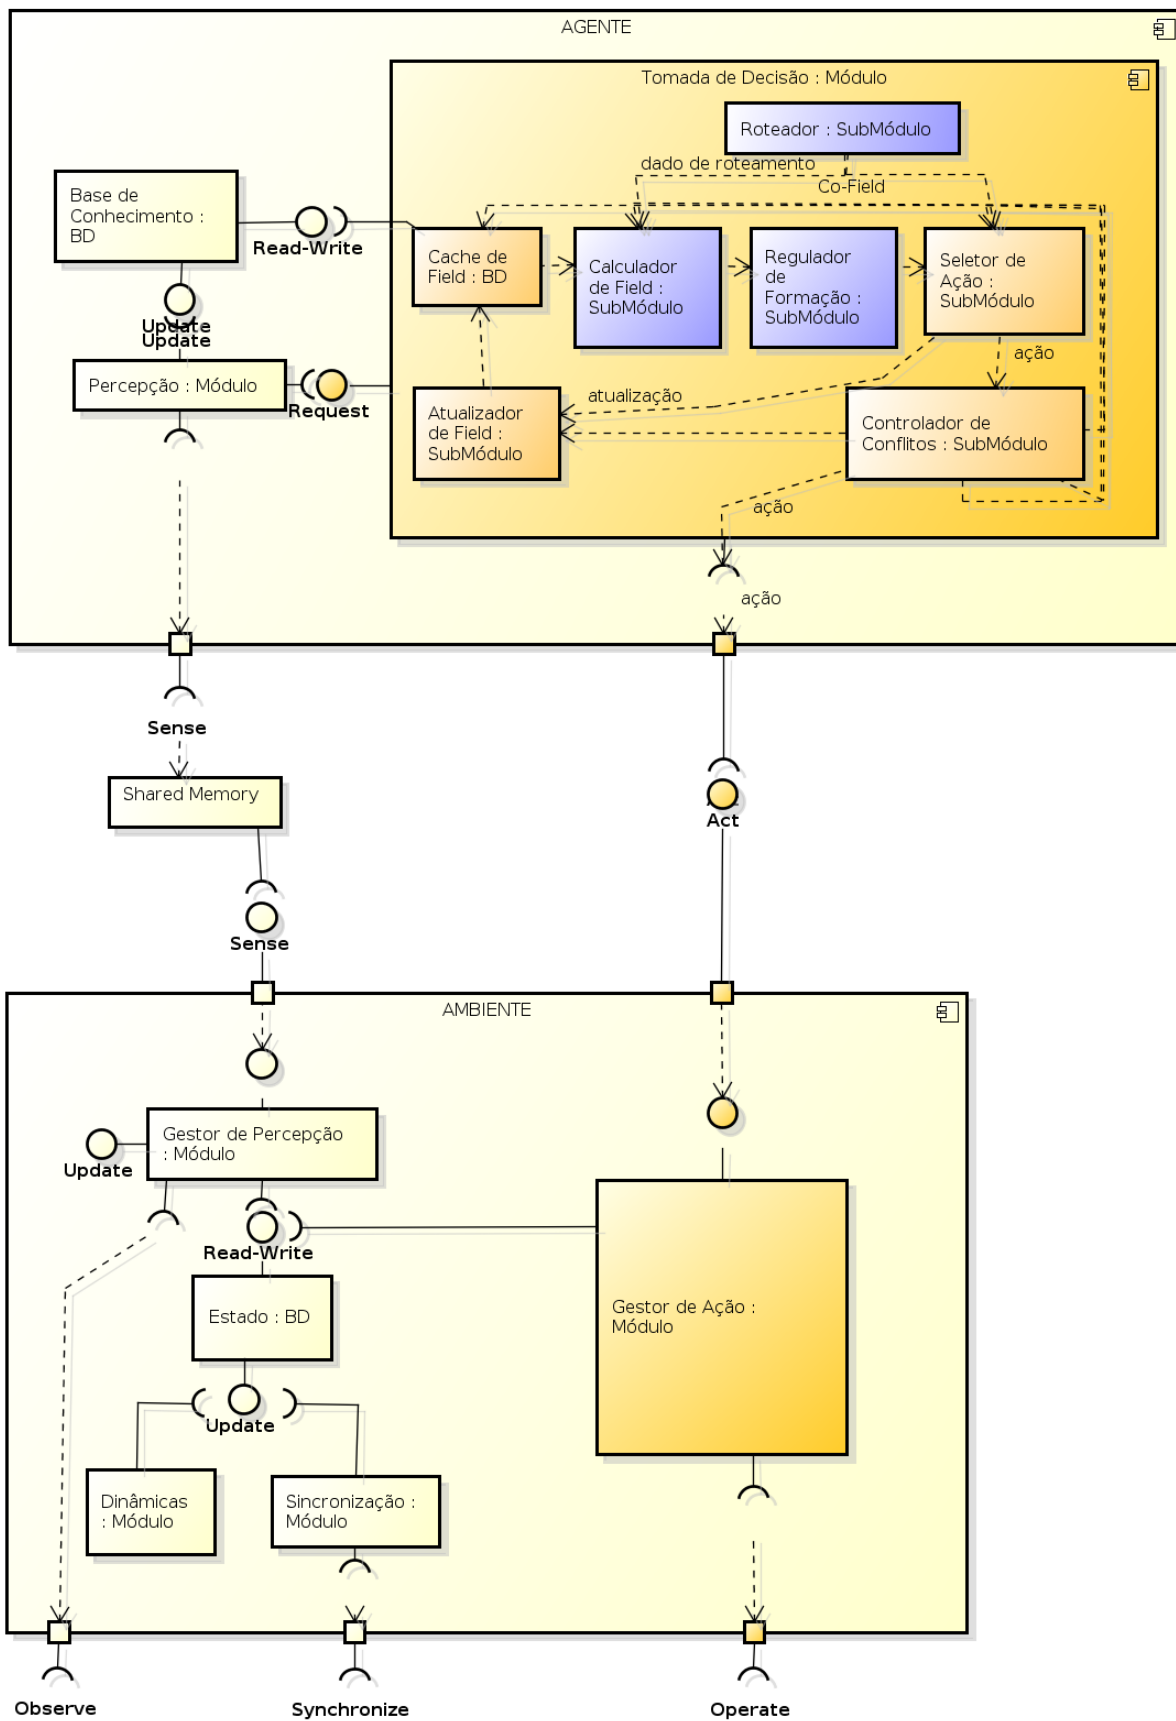 AGENTE
Tomada de Decisão : Módulo
Roteador : SubMódulo
dado de roteamento
Co-Field
Base de
Conhecimento :
BD
Read-Write
Cache de
Field : BD
Calculador
de Field :
SubMódulo
Regulador
de
Formação :
SubMódulo
Seletor de
Ação :
SubMódulo
Update
Update
ação
Percepção : Módulo
Request
atualização
Atualizador
de Field :
SubMódulo
Controlador de
Conflitos : SubMódulo
ação
ação
Sense
Shared Memory
Act
Sense
AMBIENTE
Gestor de Percepção
: Módulo
Update
Read-Write
Estado : BD
Gestor de Ação :
Módulo
Update
Dinâmicas
: Módulo
Sincronização :
Módulo
Observe
Synchronize
Operate